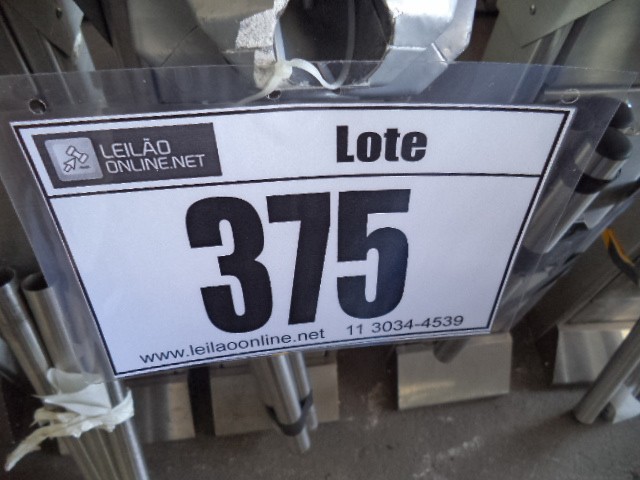 LEILÃO
ONLINE.NET
Lote
375
www.leilaoonline.net 11 3034-4539